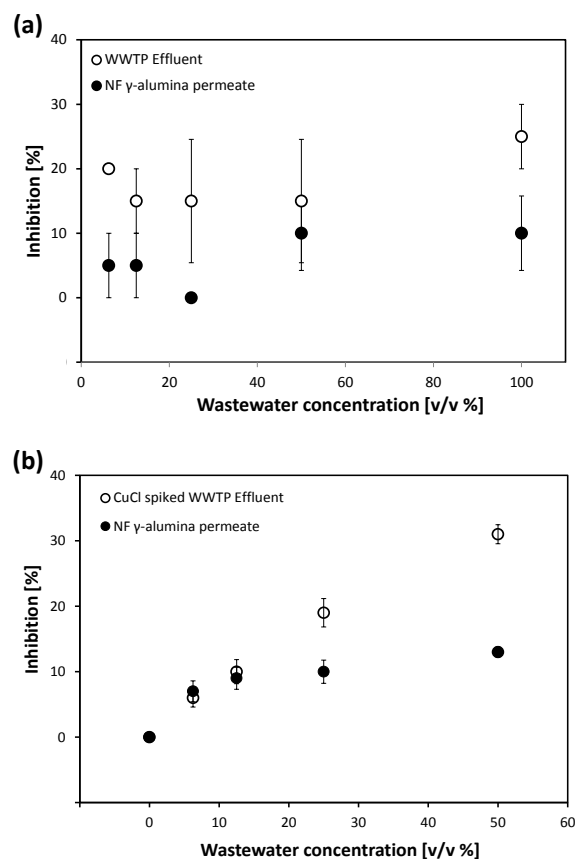 (a)
40
WWTP Effluent
NF γ-alumina permeate
30
20
10
0
Inhibition [%]
0 20 40 60 80 100
Wastewater concentration [v/v %]
(b)
40
CuCl spiked WWTP Effluent
NF γ-alumina permeate
30
20
10
0
Inhibition [%]
0 10 20 30 40 50 60
Wastewater concentration [v/v %]